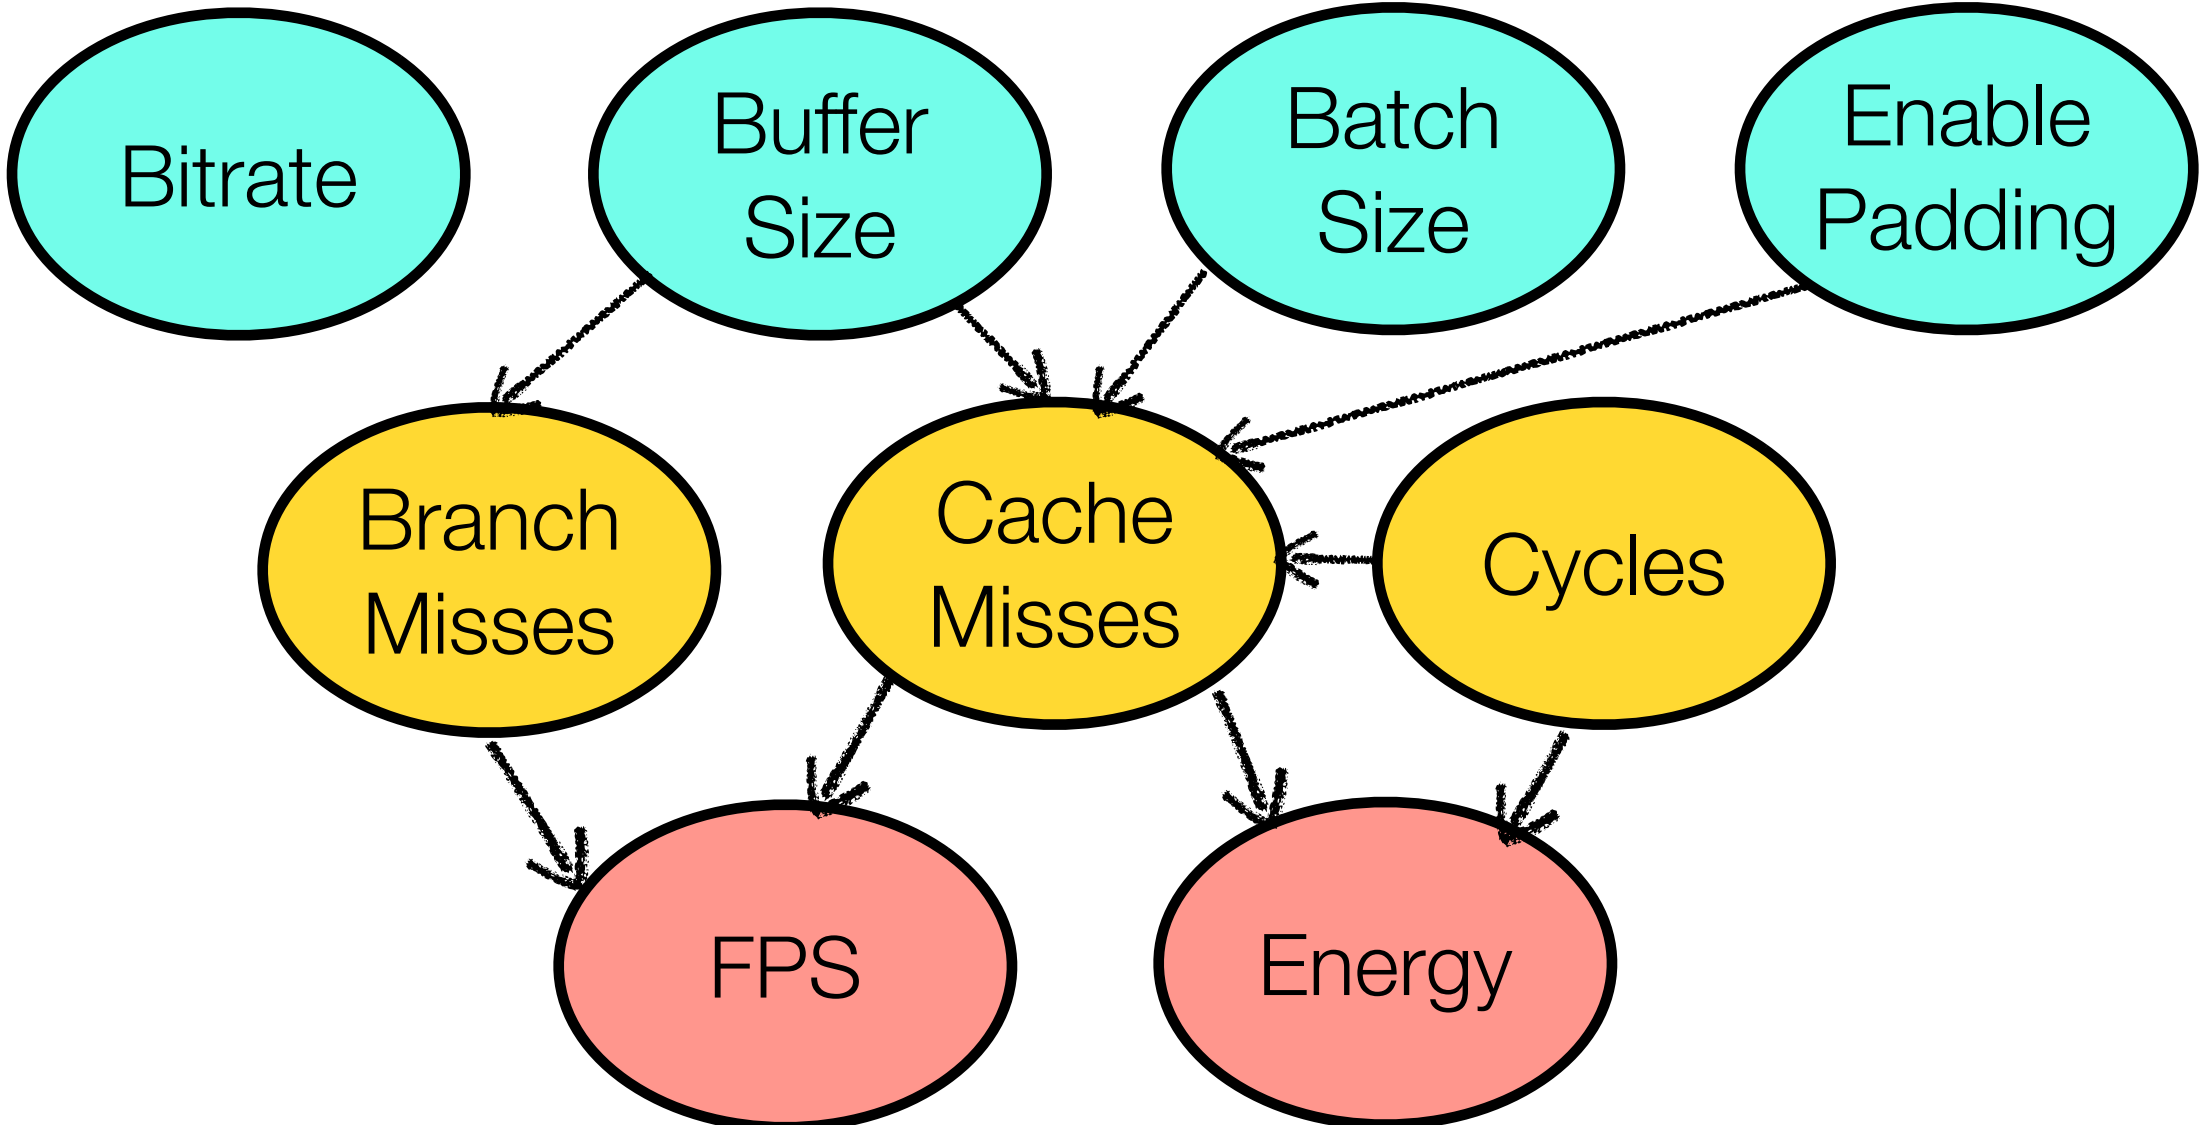 Bitrate
Buffer
Size
Batch
Size
Enable
Padding
Branch
Misses
Cache
Misses
Cycles
FPS
Energy